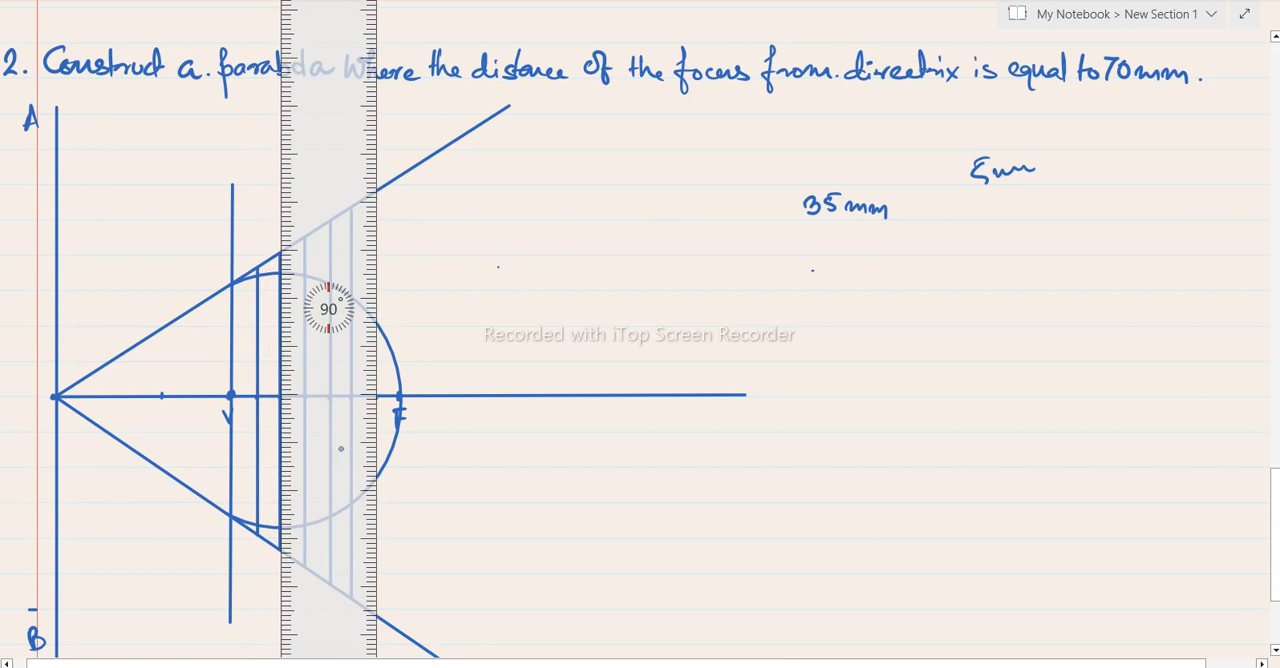 My Notebook > New Section 1
2. Construct a. parabola where the distance of the focus from directrix is equal to 70mm.
A
5mm
35mm
90
Recorded with iTop Screen Recorder
V
F
B